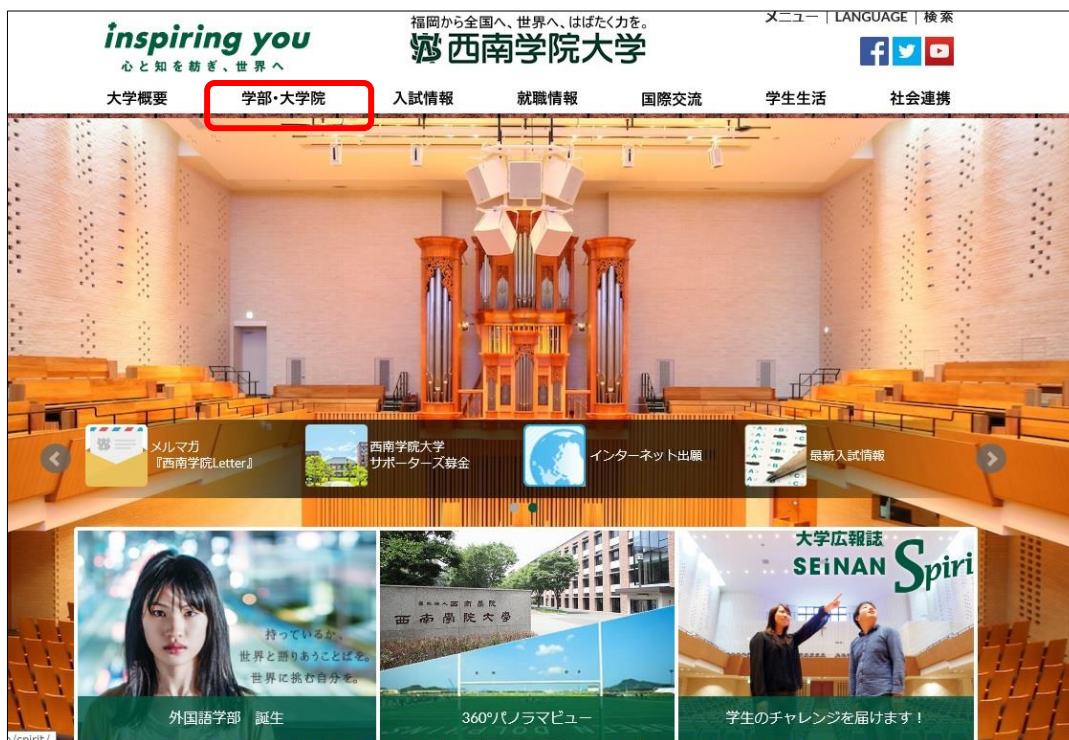 inspiring you
心と知を紡ぎ、世界へ
福岡から全国へ、世界へ、はばたく力を。
西南学院大学
メニュー | LANGUAGE | 検索
大学概要 学部・大学院 入試情報 就職情報 国際交流 学生生活 社会連携
メルマガ
『西南学院Letter』
西南学院大学
サポーターズ募金
インターネット出願
最新入試情報
持っているか、
世界と語りあうことばを。
世界に挑む自分を。
外国語学部 誕生
西南学院
西南學院大學
360°パノラマビュー
大学広報誌
SEiNAN Spiri
学生のチャレンジを届けます！
/spirit/